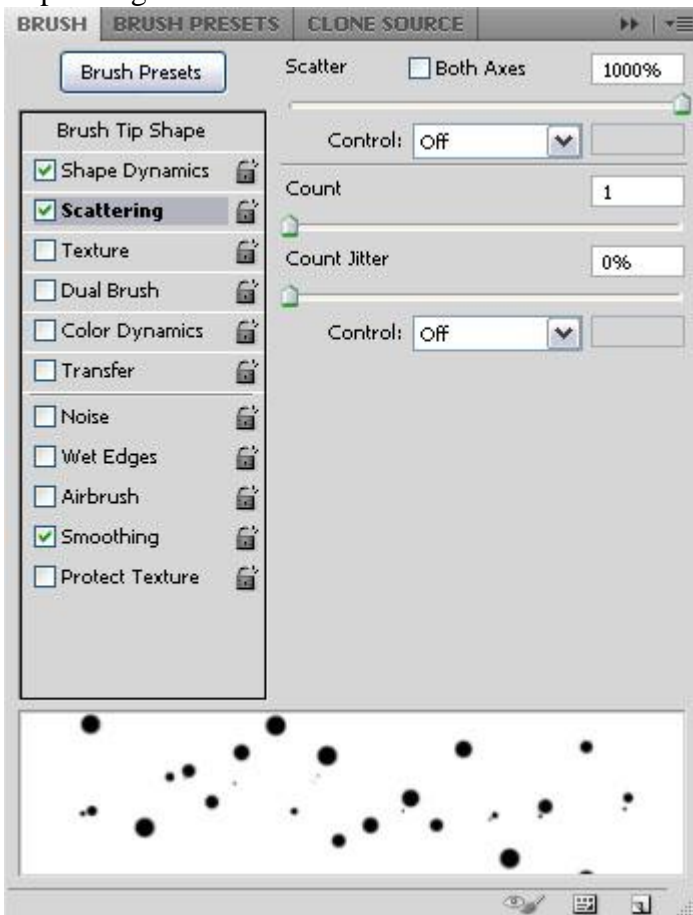 BRUSH BRUSH PRESETS CLONE SOURCE
Brush Presets
Scatter Both Axes 1000%
Control: Off
Count 1
Count Jitter 0%
Control: Off
Brush Tip Shape
Shape Dynamics
Scattering
Texture
Dual Brush
Color Dynamics
Transfer
Noise
Wet Edges
Airbrush
Smoothing
Protect Texture